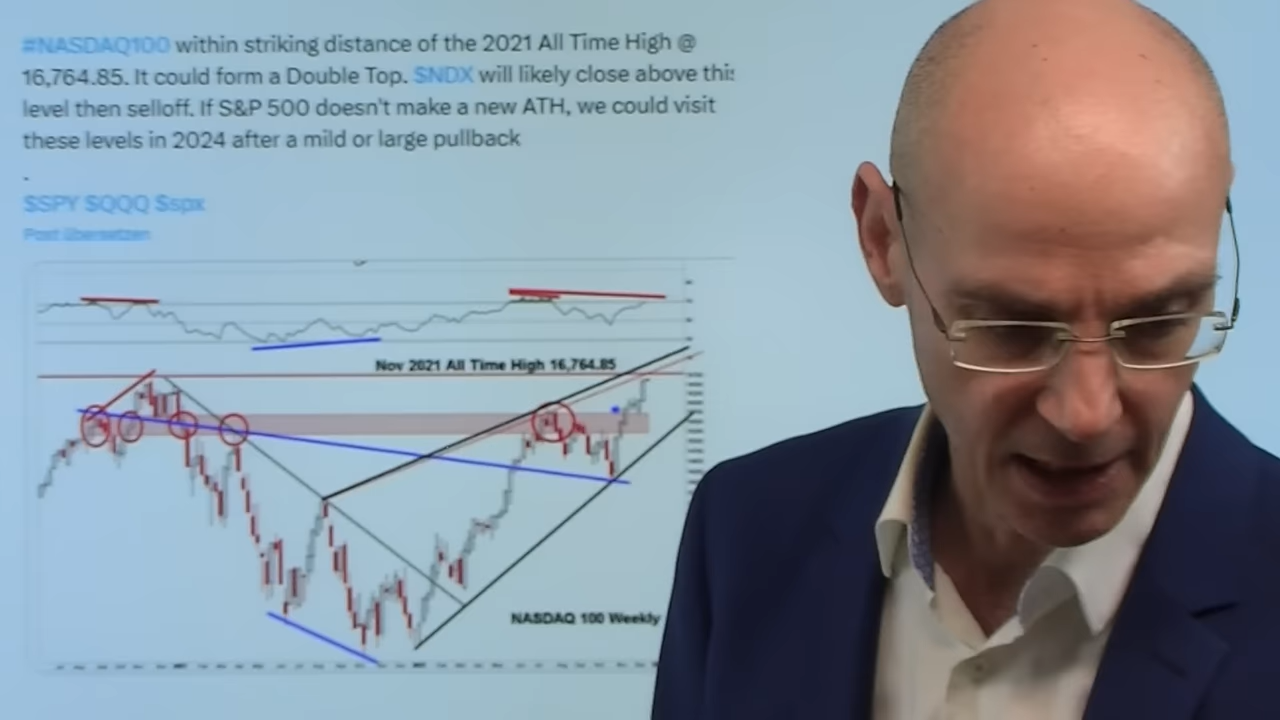 #NASDAQ100 within striking distance of the 2021 All Time High @
16,764.85. It could form a Double Top. $NDX will likely close above this
level then selloff. If S&P 500 doesn't make a new ATH, we could visit
these levels in 2024 after a mild or large pullback
.
$SPY $QQQ $spx
Post übersetzen
Nov 2021 All Time High 16,764.85
NASDAQ 100 Weekly